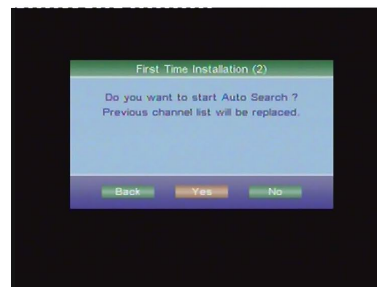 First Time Installation (2)
Do you want to start Auto Search ?
Previous channel list will be replaced.
Back Yes No